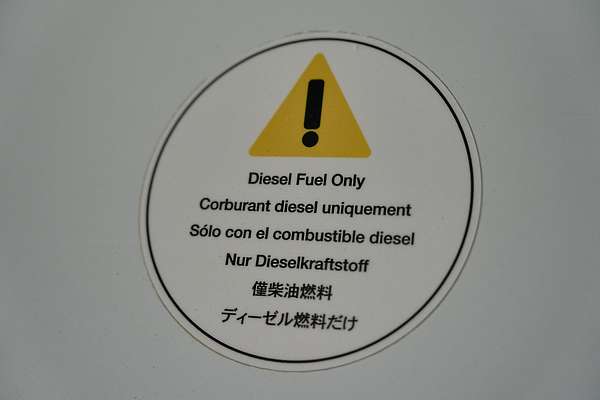 Diesel Fuel Only
Corburant diesel uniquement
Sólo con el combustible diesel
Nur Dieselkraftstoff
僅柴油燃料
ディーゼル燃料だけ